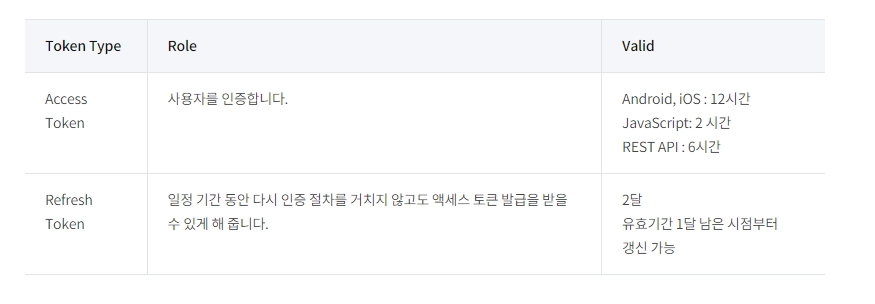 Token Type Role Valid
Access Token
사용자를 인증합니다.
Android, iOS : 12시간
JavaScript: 2 시간
REST API : 6시간
Refresh Token
일정 기간 동안 다시 인증 절차를 거치지 않고도 액세스 토큰 발급을 받을
수 있게 해 줍니다.
2달
유효기간 1달 남은 시점부터
갱신 가능